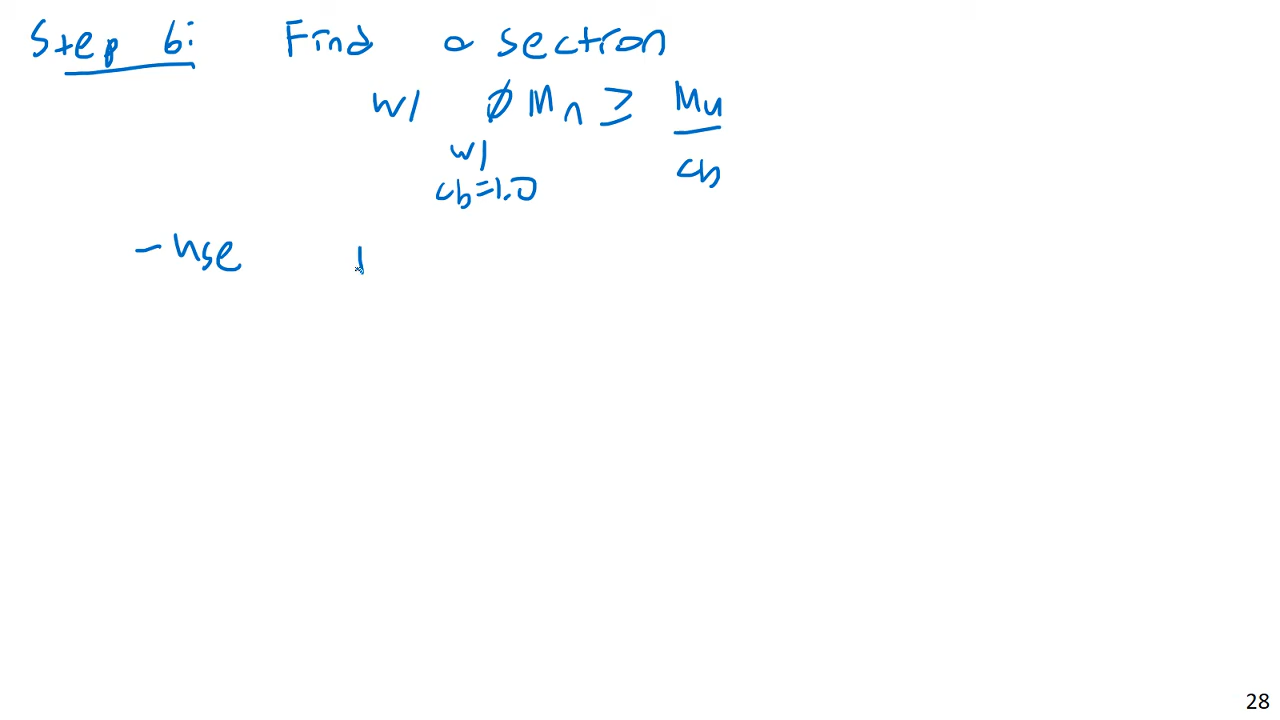 Step 6: Find a section
w/ ϕMn ≥ Mu
w/ cb
cb=1.0
- use
28